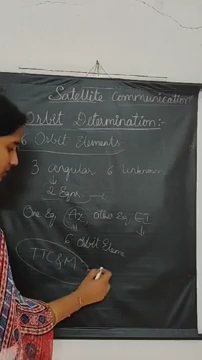 Satellite Communication
Orbit Determination:-
6 Orbit Elements
3 angular 6 unknown
2 Eqn
One Eq Az Other Eq El
6 Orbit Elem
TTC & M